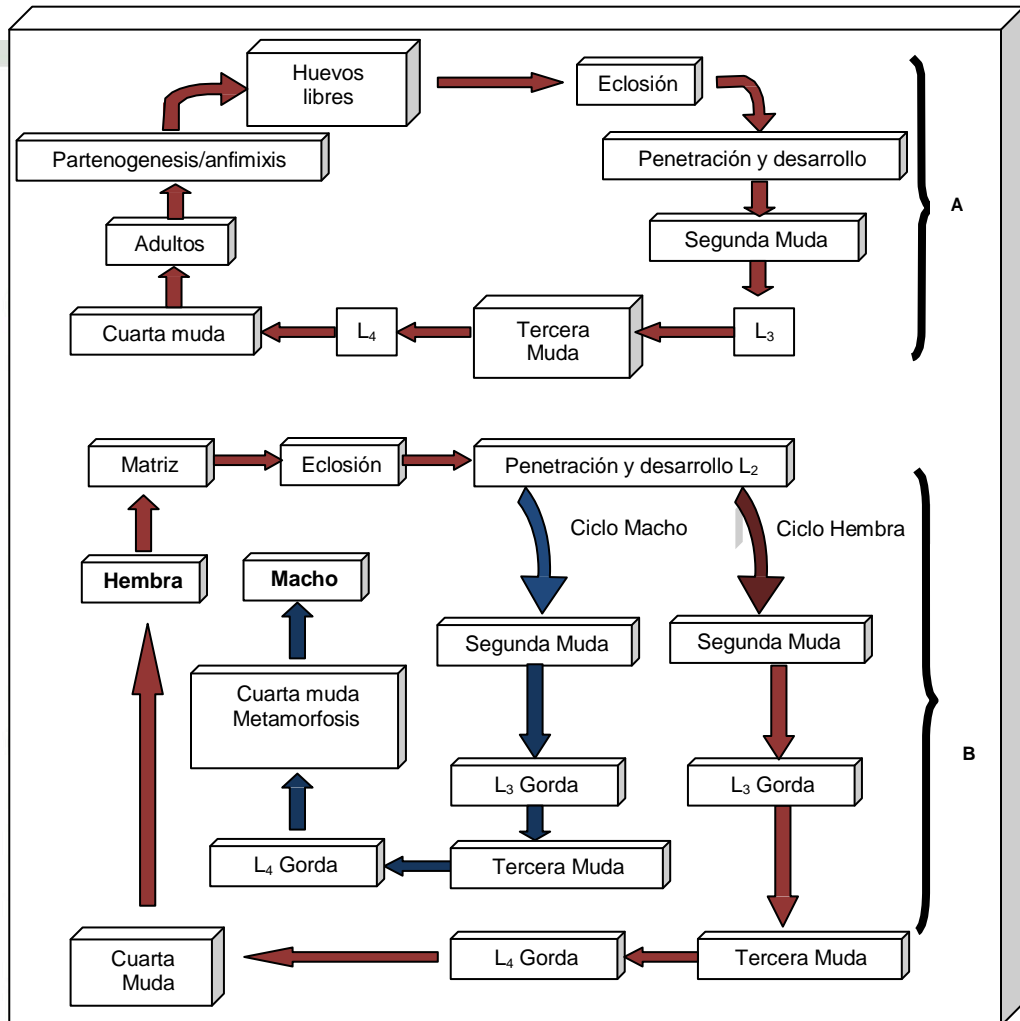 Huevos
libres
Eclosión
Partenogenesis/anfimixis
Penetración y desarrollo
A
Adultos
Segunda Muda
Cuarta muda
L₄
Tercera
Muda
L₃
Matriz
Eclosión
Penetración y desarrollo L₂
Ciclo Macho
Ciclo Hembra
Hembra
Macho
Segunda Muda
Segunda Muda
Cuarta muda
Metamorfosis
B
L₃ Gorda
L₃ Gorda
L₄ Gorda
Tercera Muda
Cuarta
Muda
L₄ Gorda
Tercera Muda